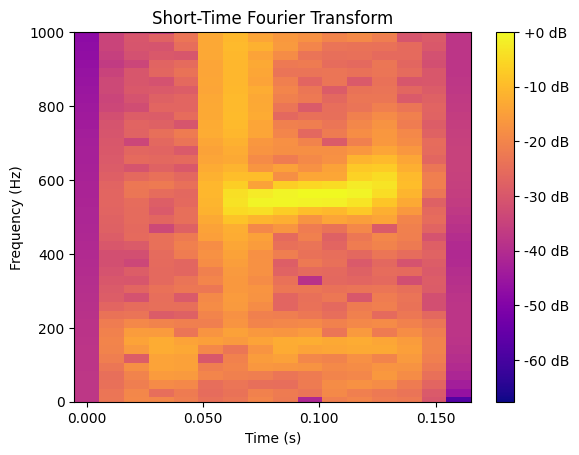 Short-Time Fourier Transform
Frequency (Hz)
1000
800
600
400
200
0
0.000
0.050
0.100
0.150
Time (s)
+0 dB
-10 dB
-20 dB
-30 dB
-40 dB
-50 dB
-60 dB